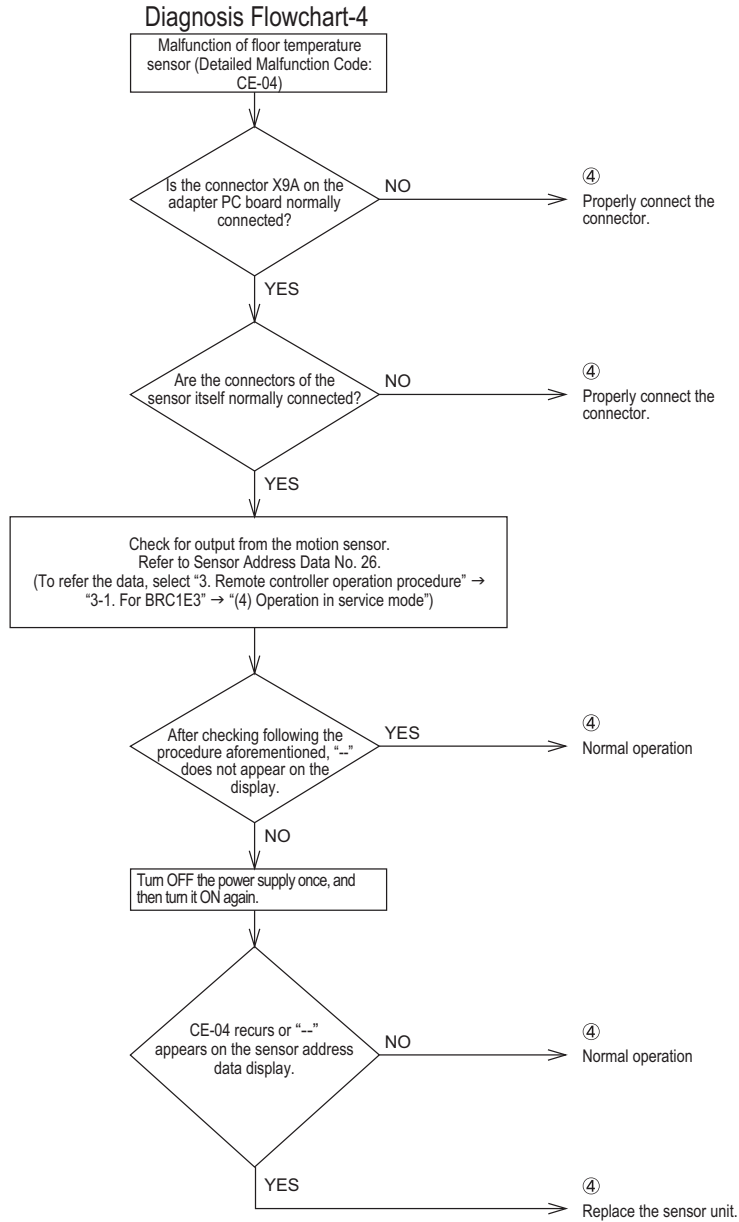 Diagnosis Flowchart-4
Malfunction of floor temperature
sensor (Detailed Malfunction Code:
CE-04)
Is the connector X9A on the
adapter PC board normally
connected?
NO
④
Properly connect the
connector.
YES
Are the connectors of the
sensor itself normally connected?
NO
④
Properly connect the
connector.
YES
Check for output from the motion sensor.
Refer to Sensor Address Data No. 26.
(To refer the data, select “3. Remote controller operation procedure” →
“3-1. For BRC1E3” → “(4) Operation in service mode”)
After checking following the
procedure aforementioned, “--”
does not appear on the
display.
YES
④
Normal operation
NO
Turn OFF the power supply once, and
then turn it ON again.
CE-04 recurs or “--”
appears on the sensor address
data display.
NO
④
Normal operation
YES
④
Replace the sensor unit.